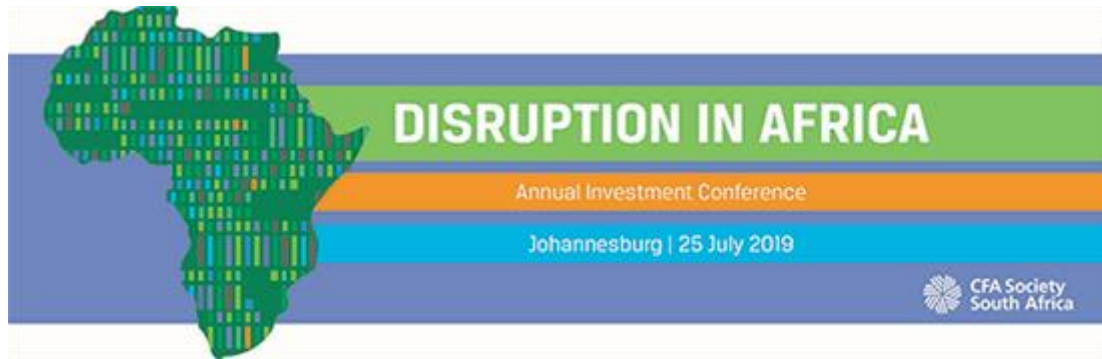 DISRUPTION IN AFRICA
Annual Investment Conference
Johannesburg | 25 July 2019
CFA Society
South Africa